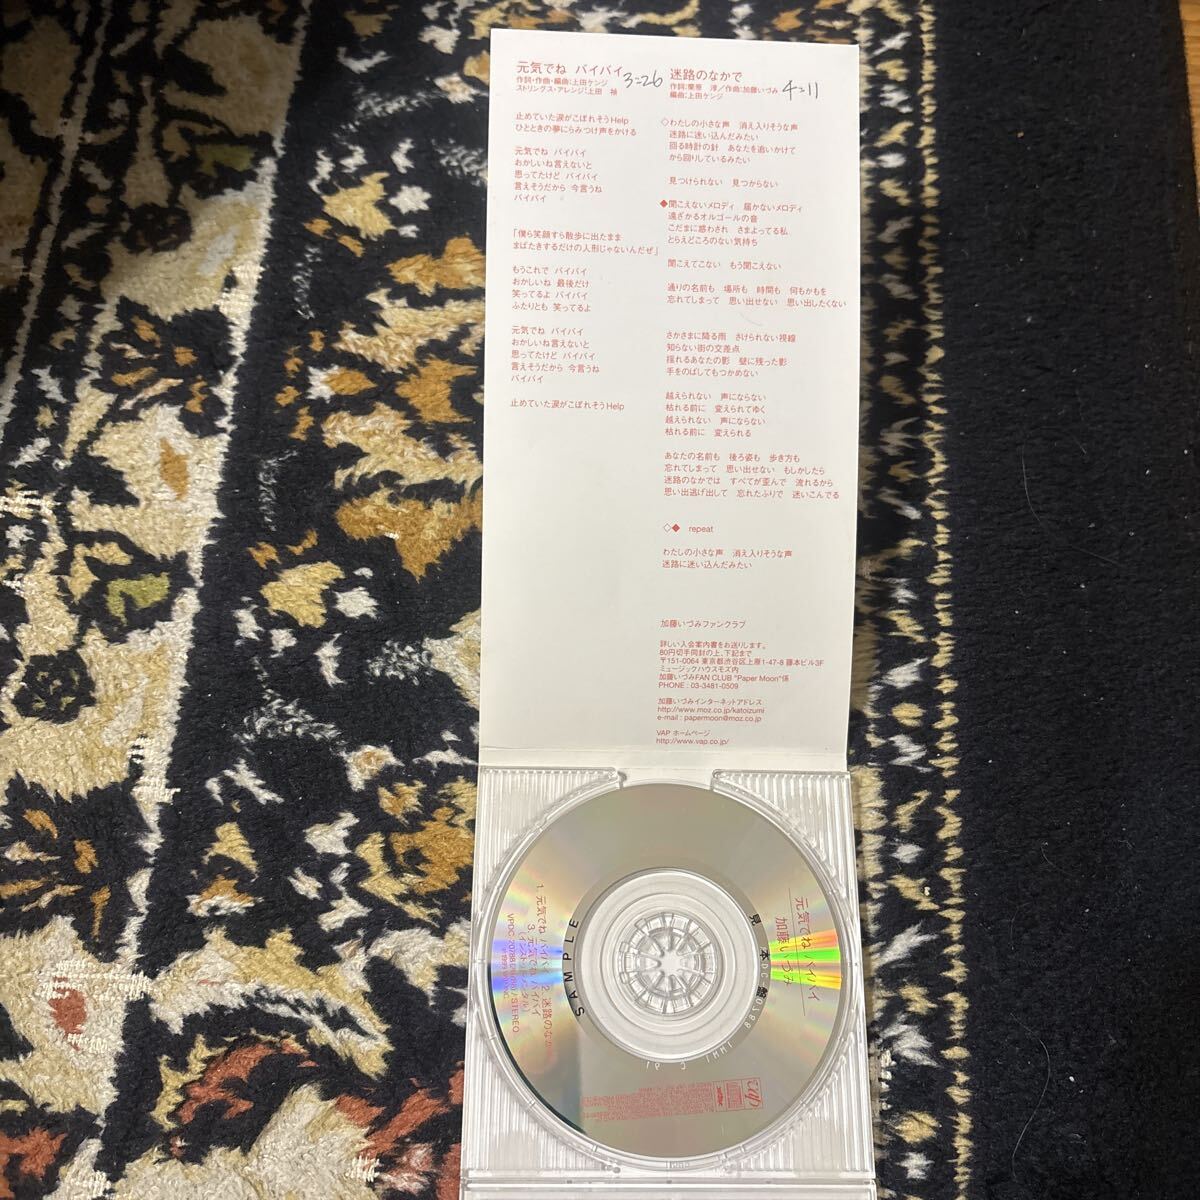 元気でね バイバイ
作詞・作曲・編曲:上田ケンジ
ストリングス・アレンジ:上田 禎
3=26
止めていた涙がこぼれそうHelp
ひとときの夢にらみつけ声をかける
元気でね バイバイ
おかしいね言えないと
思ってたけど バイバイ
言えそうだから 今言うね
バイバイ
「僕ら笑顔すら散歩に出たまま
まばたきするだけの人形じゃないんだぜ」
もうこれで バイバイ
おかしいね 最後だけ
笑ってるよ バイバイ
ふたりとも 笑ってるよ
元気でね バイバイ
おかしいね言えないと
思ってたけど バイバイ
言えそうだから 今言うね
バイバイ
止めていた涙がこぼれそうHelp
迷路のなかで
作詞:栗原 淳/作曲:加藤いづみ
編曲:上田ケンジ
4=11
◇わたしの小さな声 消え入りそうな声
迷路に迷い込んだみたい
回る時計の針 あなたを追いかけて
から回りしているみたい
見つけられない 見つからない
◆聞こえないメロディ 届かないメロディ
遠ざかるオルゴールの音
こだまに惑わされ さまよってる私
とらえどころのない気持ち
聞こえてこない もう聞こえない
通りの名前も 場所も 時間も 何もかもを
忘れてしまって 思い出せない 思い出したくない
さかさまに降る雨 さけられない視線
知らない街の交差点
揺れるあなたの影 壁に残った影
手をのばしてもつかめない
越えられない 声にならない
枯れる前に 変えられてゆく
越えられない 声にならない
枯れる前に 変えられる
あなたの名前も 後ろ姿も 歩き方も
忘れてしまって 思い出せない もしかしたら
迷路のなかでは すべてが歪んで 流れるから
思い出逃げ出して 忘れたふりで 迷いこんでる
◇◆ repeat
わたしの小さな声 消え入りそうな声
迷路に迷い込んだみたい
加藤いづみファンクラブ
詳しい入会案内書をお送りします。
80円切手同封の上、下記まで
〒151-0064 東京都渋谷区上原1-47-8 藤本ビル3F
ミュージックハウスモズ内
加藤いづみFAN CLUB "Paper Moon"係
PHONE : 03-3481-0509
加藤いづみインターネットアドレス
http://www.moz.co.jp/katoizumi
e-mail : papermoon@moz.co.jp
VAP ホームページ
http://www.vap.co.jp/
元気でね バイバイ
加藤いづみ
SAMPLE
見 本
1. 元気でね バイバイ 2. 迷路のなかで
3. 元気でね バイバイ
(インストゥルメンタル)
STEREO
vap